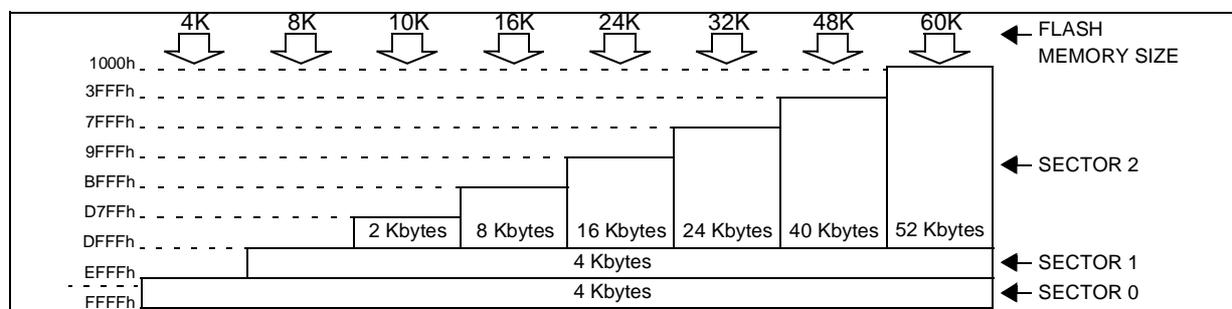 4K 8K 10K 16K 24K 32K 48K 60K FLASH
MEMORY SIZE
1000h
3FFFh
7FFFh
9FFFh
SECTOR 2
BFFFh
D7FFh
2 Kbytes 8 Kbytes 16 Kbytes 24 Kbytes 40 Kbytes 52 Kbytes
DFFFh
4 Kbytes SECTOR 1
EFFFh
4 Kbytes SECTOR 0
FFFFh